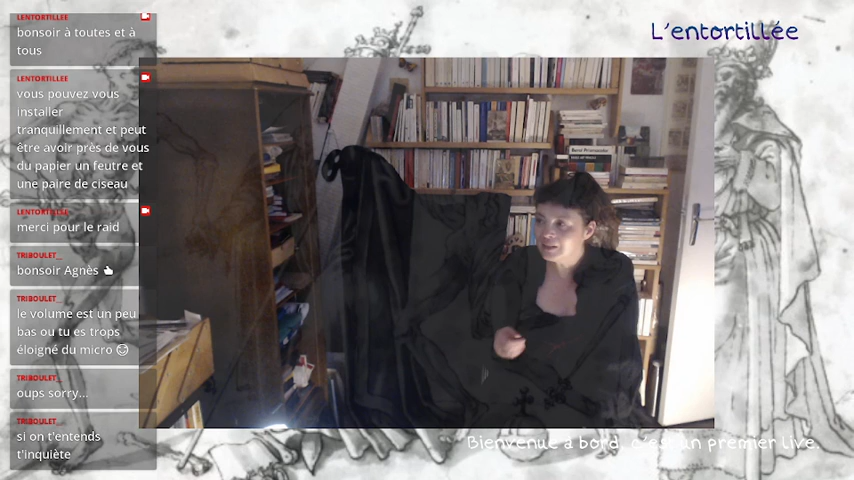 LENTORTILLEE
bonsoir à toutes et à
tous
LENTORTILLEE
vous pouvez vous
installer
tranquillement et peut
être avoir près de vous
du papier un feutre et
une paire de ciseau
LENTORTILLEE
merci pour le raid
TRIBOULET_
bonsoir Agnès 👍
TRIBOULET_
le volume est un peu
bas ou tu es trops
éloigné du micro 😊
TRIBOULET_
oups sorry...
TRIBOULET_
si on t'entends
t'inquiète
L'entortillée
Bienvenue à bord, c'est un premier live.